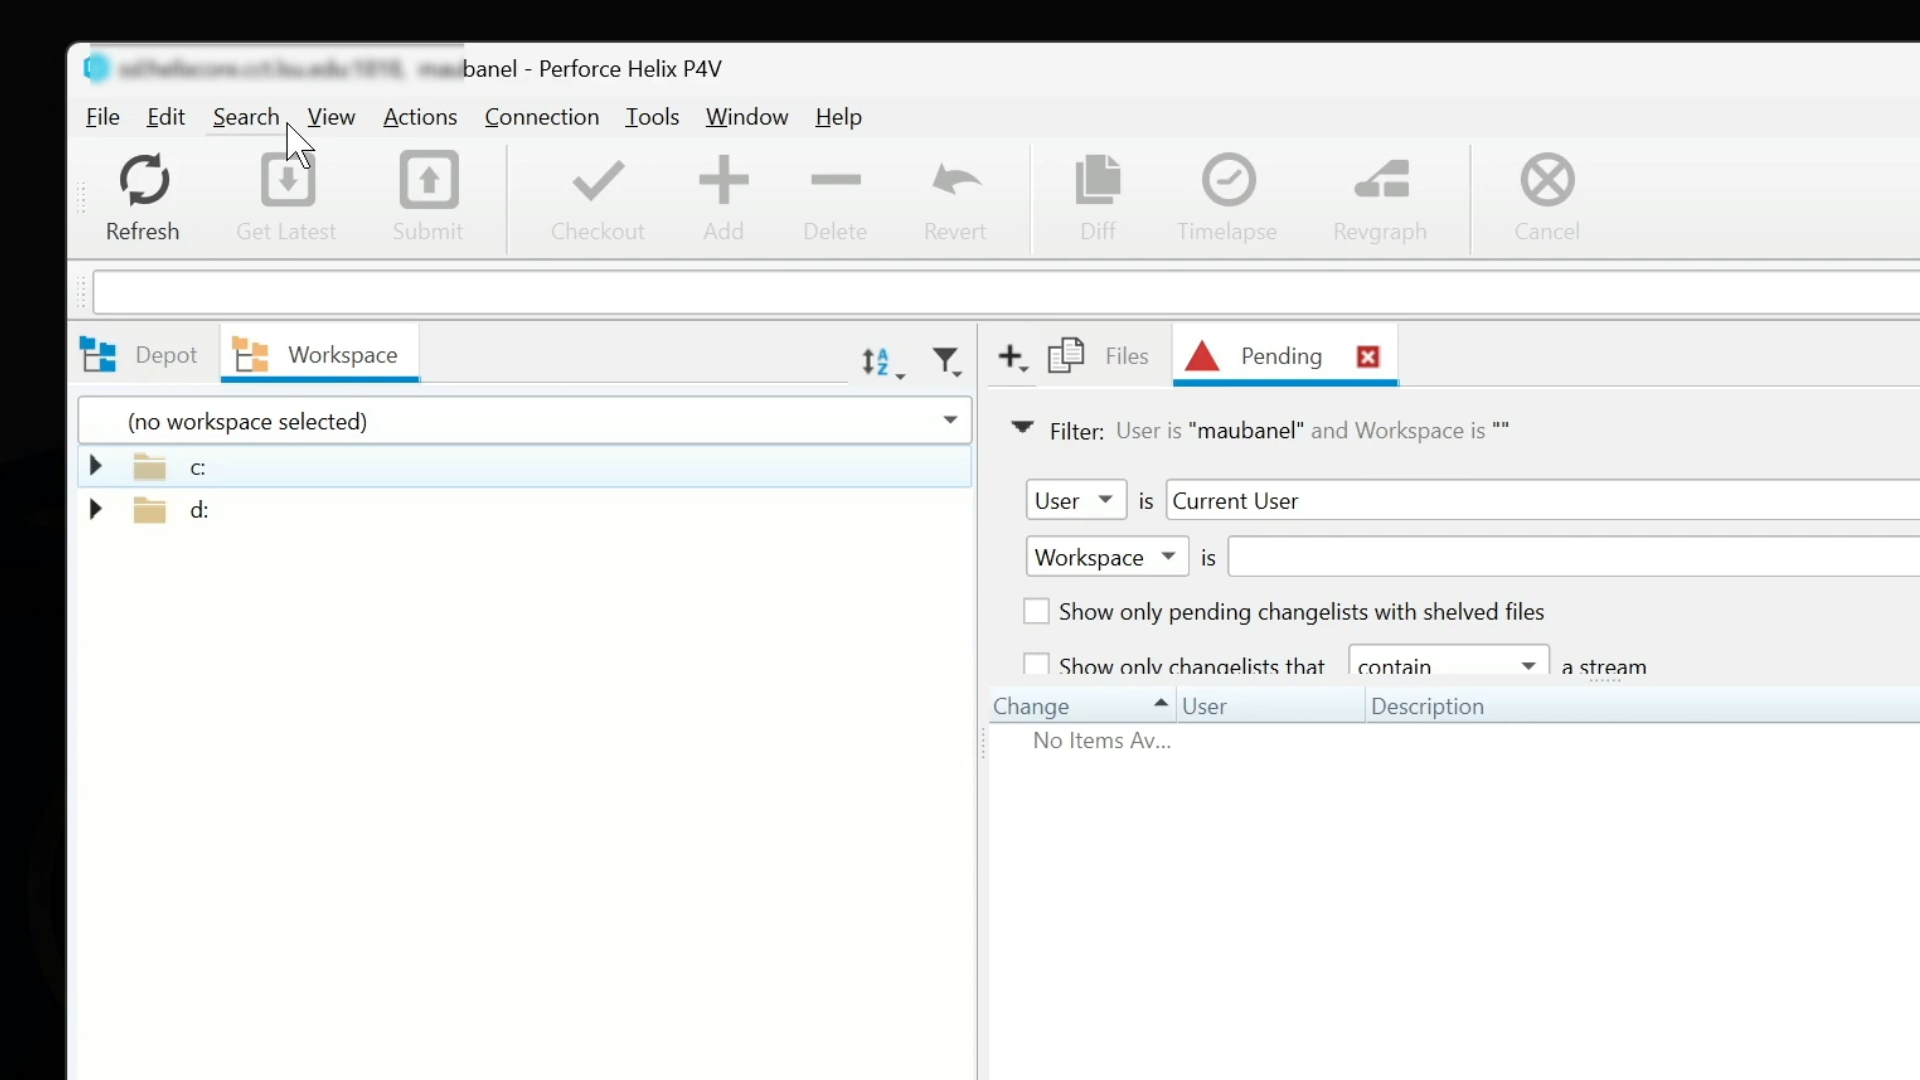 banel - Perforce Helix P4V
File Edit Search View Actions Connection Tools Window Help
Refresh Get Latest Submit Checkout Add Delete Revert Diff Timelapse Revgraph Cancel
Depot Workspace
Files Pending
(no workspace selected)
c:
d:
Filter: User is "maubanel" and Workspace is ""
User is Current User
Workspace is
Show only pending changelists with shelved files
Show only changelists that contain a stream
Change User Description
No Items Av...